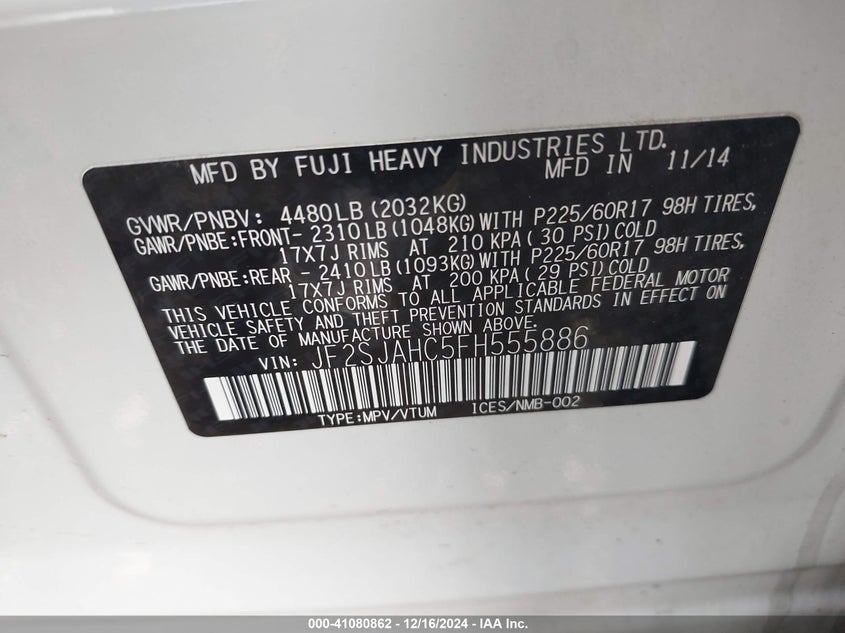 MFD BY FUJI HEAVY INDUSTRIES LTD.
MFD IN 11/14
GVWR/PNBV: 4480LB (2032KG)
GAWR/PNBE:FRONT- 2310LB (1048KG)WITH P225/60R17 98H TIRES,
17X7J RIMS AT 210 KPA (30 PSI) COLD
GAWR/PNBE:REAR - 2410LB (1093KG)WITH P225/60R17 98H TIRES,
17X7J RIMS AT 200 KPA (29 PSI) COLD
THIS VEHICLE CONFORMS TO ALL APPLICABLE FEDERAL MOTOR
VEHICLE SAFETY AND THEFT PREVENTION STANDARDS IN EFFECT ON
THE DATE OF MANUFACTURE SHOWN ABOVE.
VIN: JF2SJAHC5FH555886
TYPE:MPV/VTUM ICES/NMB-002
000-41080862 - 12/16/2024 - IAA Inc.